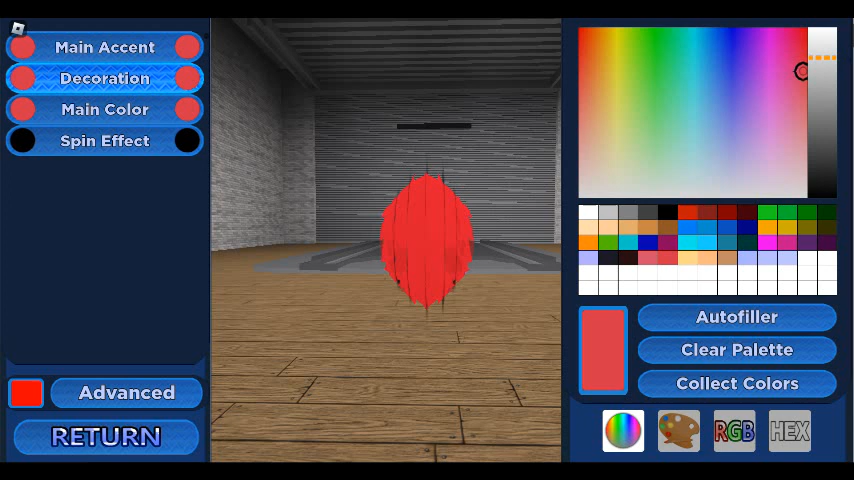 Main Accent
Decoration
Main Color
Spin Effect
Advanced
RETURN
Autofiller
Clear Palette
Collect Colors
RGB
HEX